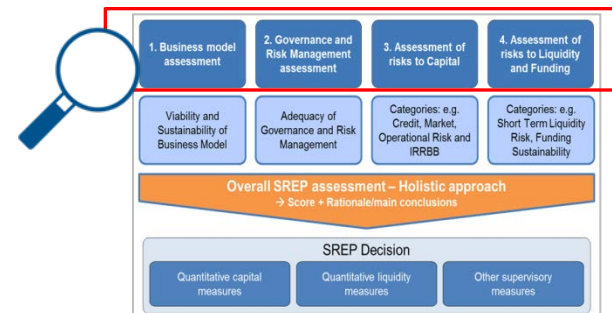 1. Business model
assessment
2. Governance and
Risk Management
assessment
3. Assessment of
risks to Capital
4. Assessment of
risks to Liquidity
and Funding
Viability and
Sustainability of
Business Model
Adequacy of
Governance and Risk
Management
Categories: e.g.
Credit, Market,
Operational Risk and
IRRBB
Categories: e.g.
Short Term Liquidity
Risk, Funding
Sustainability
Overall SREP assessment – Holistic approach
→ Score + Rationale/main conclusions
SREP Decision
Quantitative capital
measures
Quantitative liquidity
measures
Other supervisory
measures